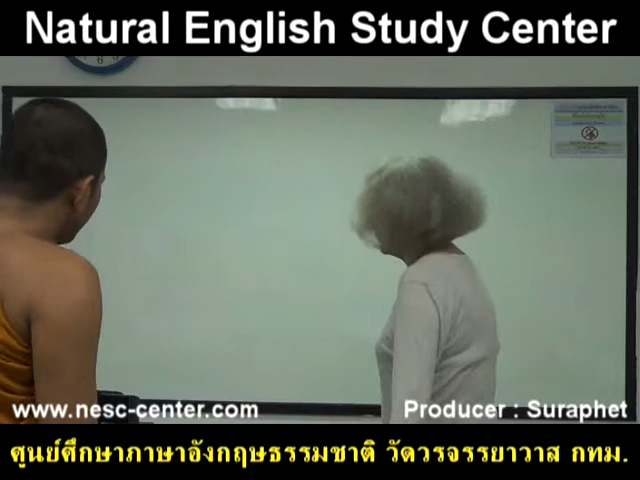 Natural English Study Center
6
www.nesc-center.com
Producer : Suraphet
ศูนย์ศึกษาภาษาอังกฤษธรรมชาติ วัดวรจรรยาวาส กทม.